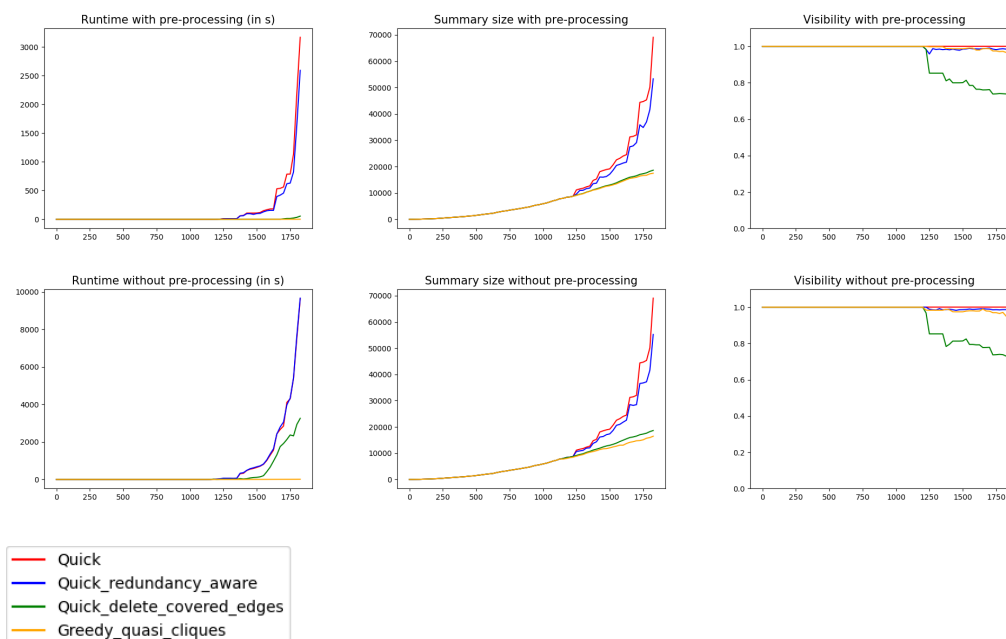 Runtime with pre-processing (in s)
3000
2500
2000
1500
1000
500
0
0 250 500 750 1000 1250 1500 1750
Summary size with pre-processing
70000
60000
50000
40000
30000
20000
10000
0
0 250 500 750 1000 1250 1500 1750
Visibility with pre-processing
1.0
0.8
0.6
0.4
0.2
0.0
0 250 500 750 1000 1250 1500 1750
Runtime without pre-processing (in s)
10000
8000
6000
4000
2000
0
0 250 500 750 1000 1250 1500 1750
Summary size without pre-processing
70000
60000
50000
40000
30000
20000
10000
0
0 250 500 750 1000 1250 1500 1750
Visibility without pre-processing
1.0
0.8
0.6
0.4
0.2
0.0
0 250 500 750 1000 1250 1500 1750
Quick
Quick_redundancy_aware
Quick_delete_covered_edges
Greedy_quasi_cliques